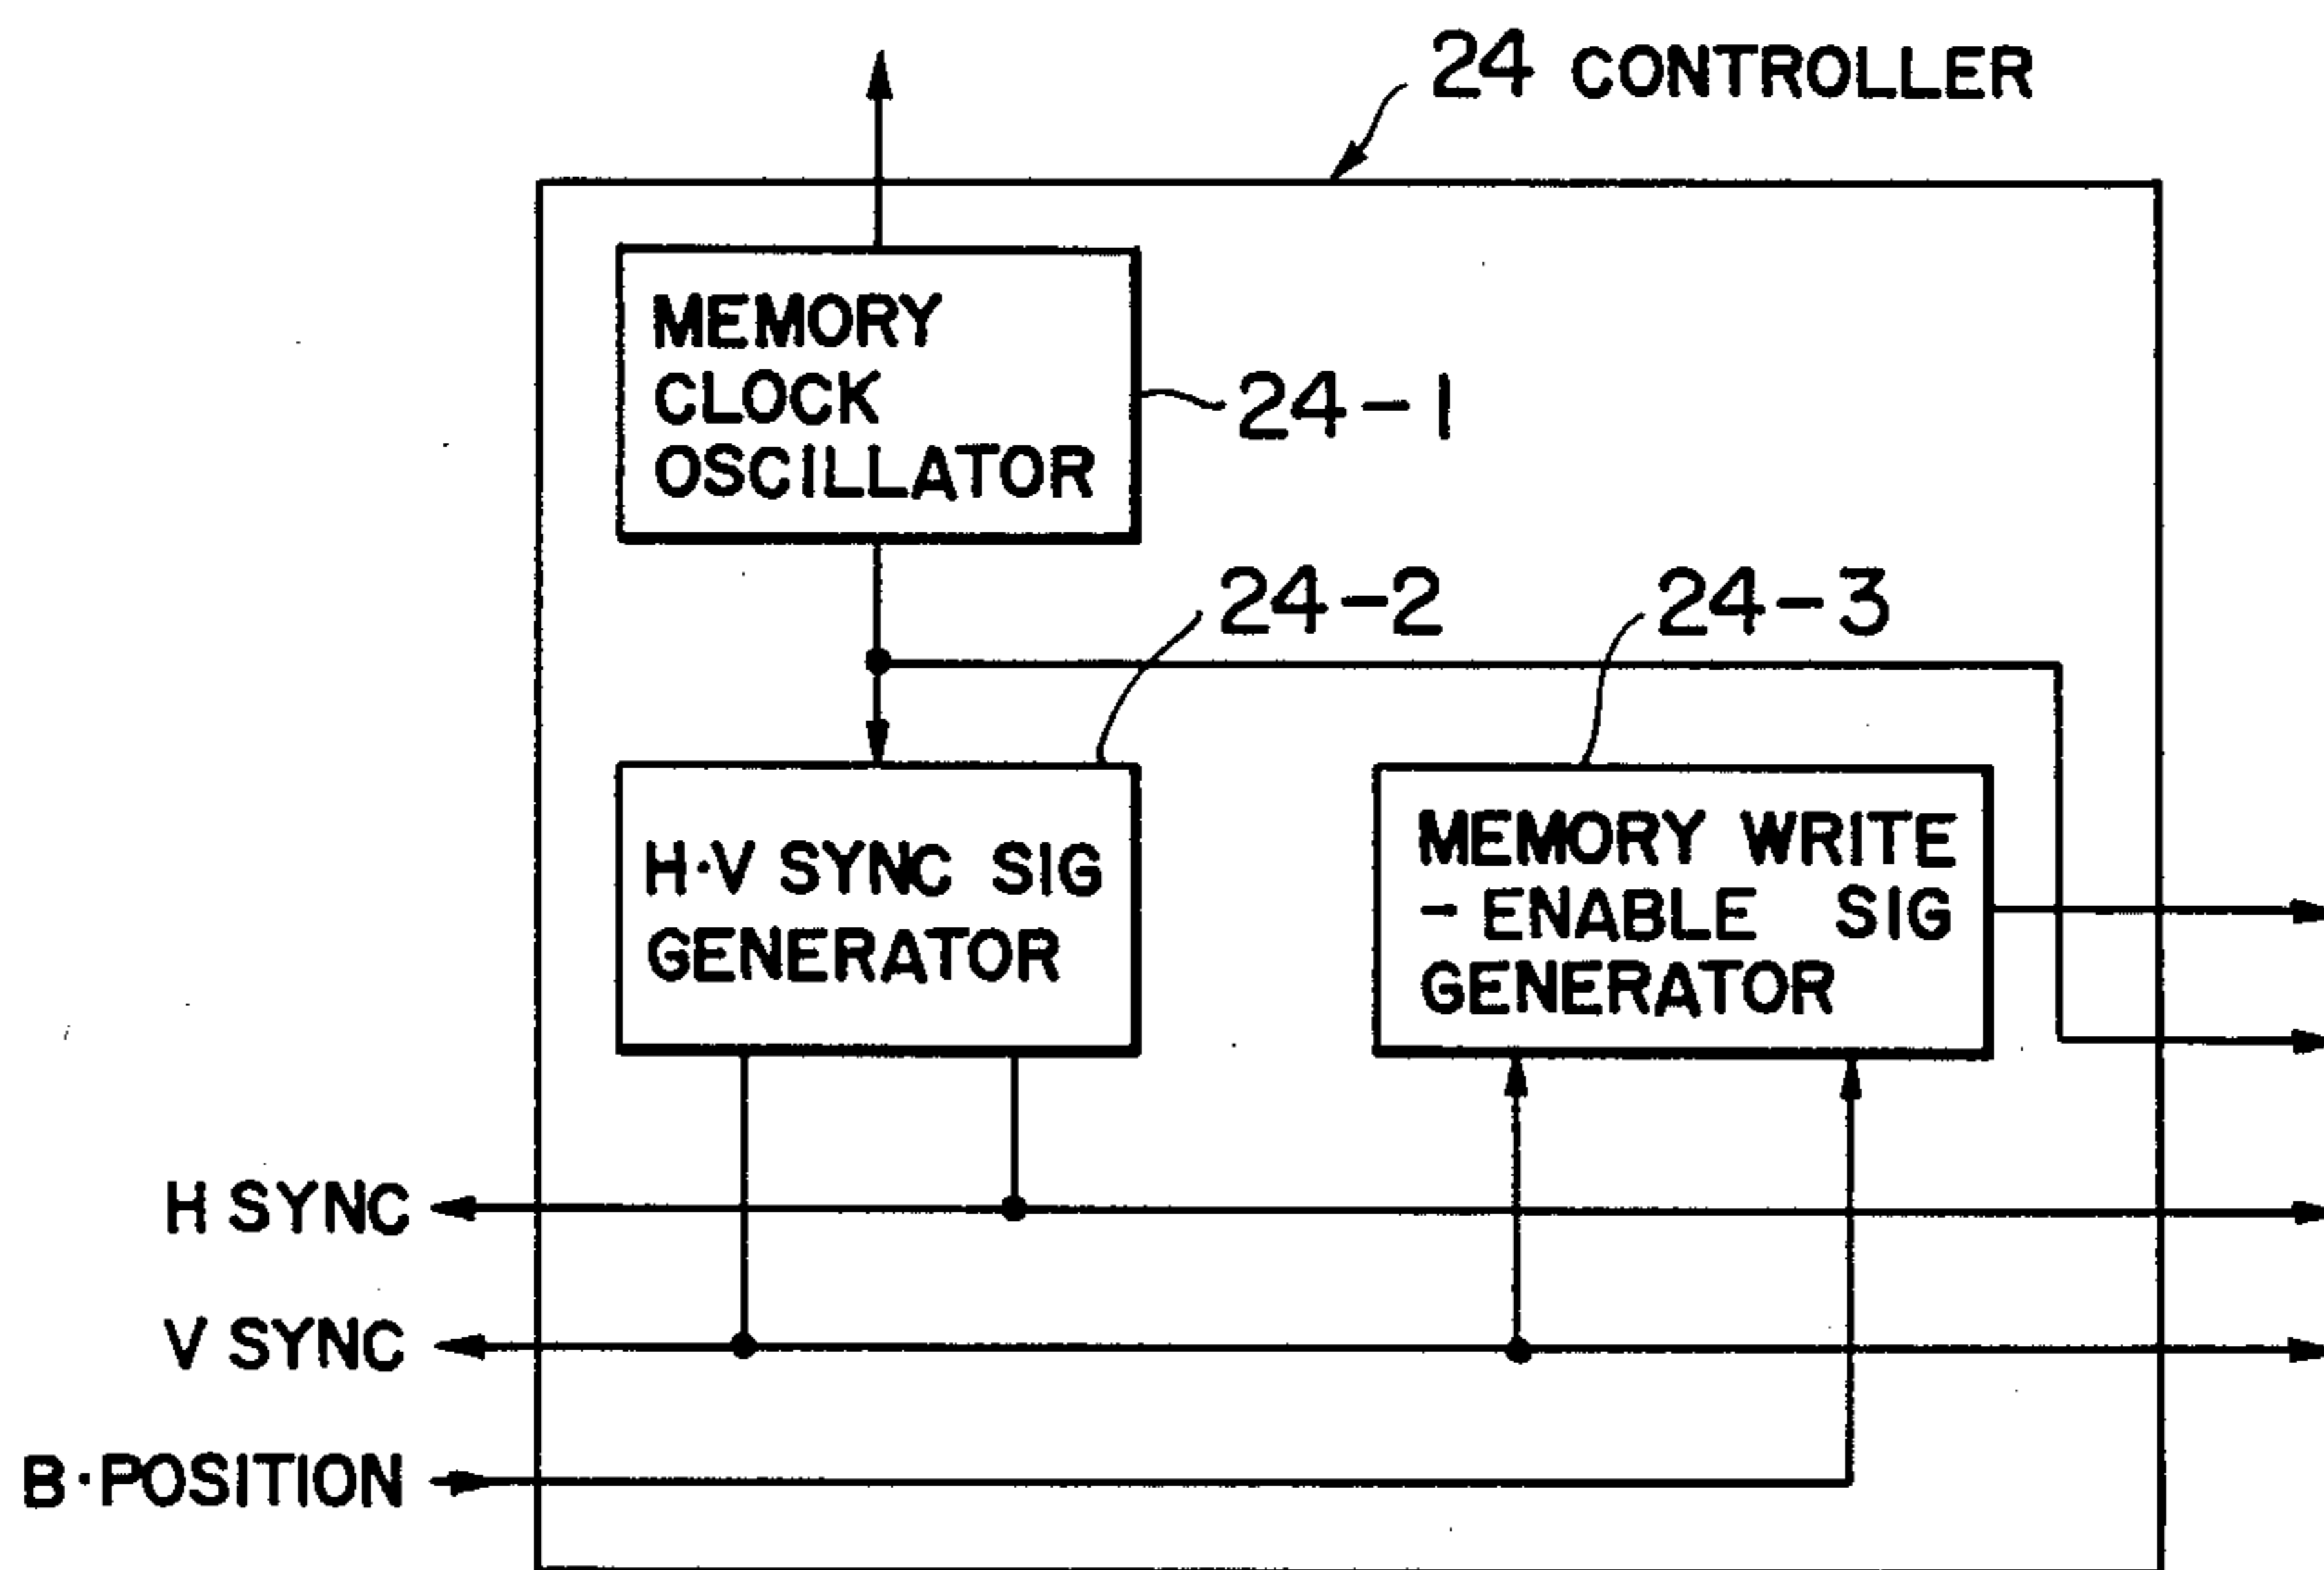 24 CONTROLLER
MEMORY
CLOCK
OSCILLATOR
24-1
24-2
24-3
H·V SYNC SIG
GENERATOR
MEMORY WRITE
- ENABLE SIG
GENERATOR
H SYNC
V SYNC
B·POSITION